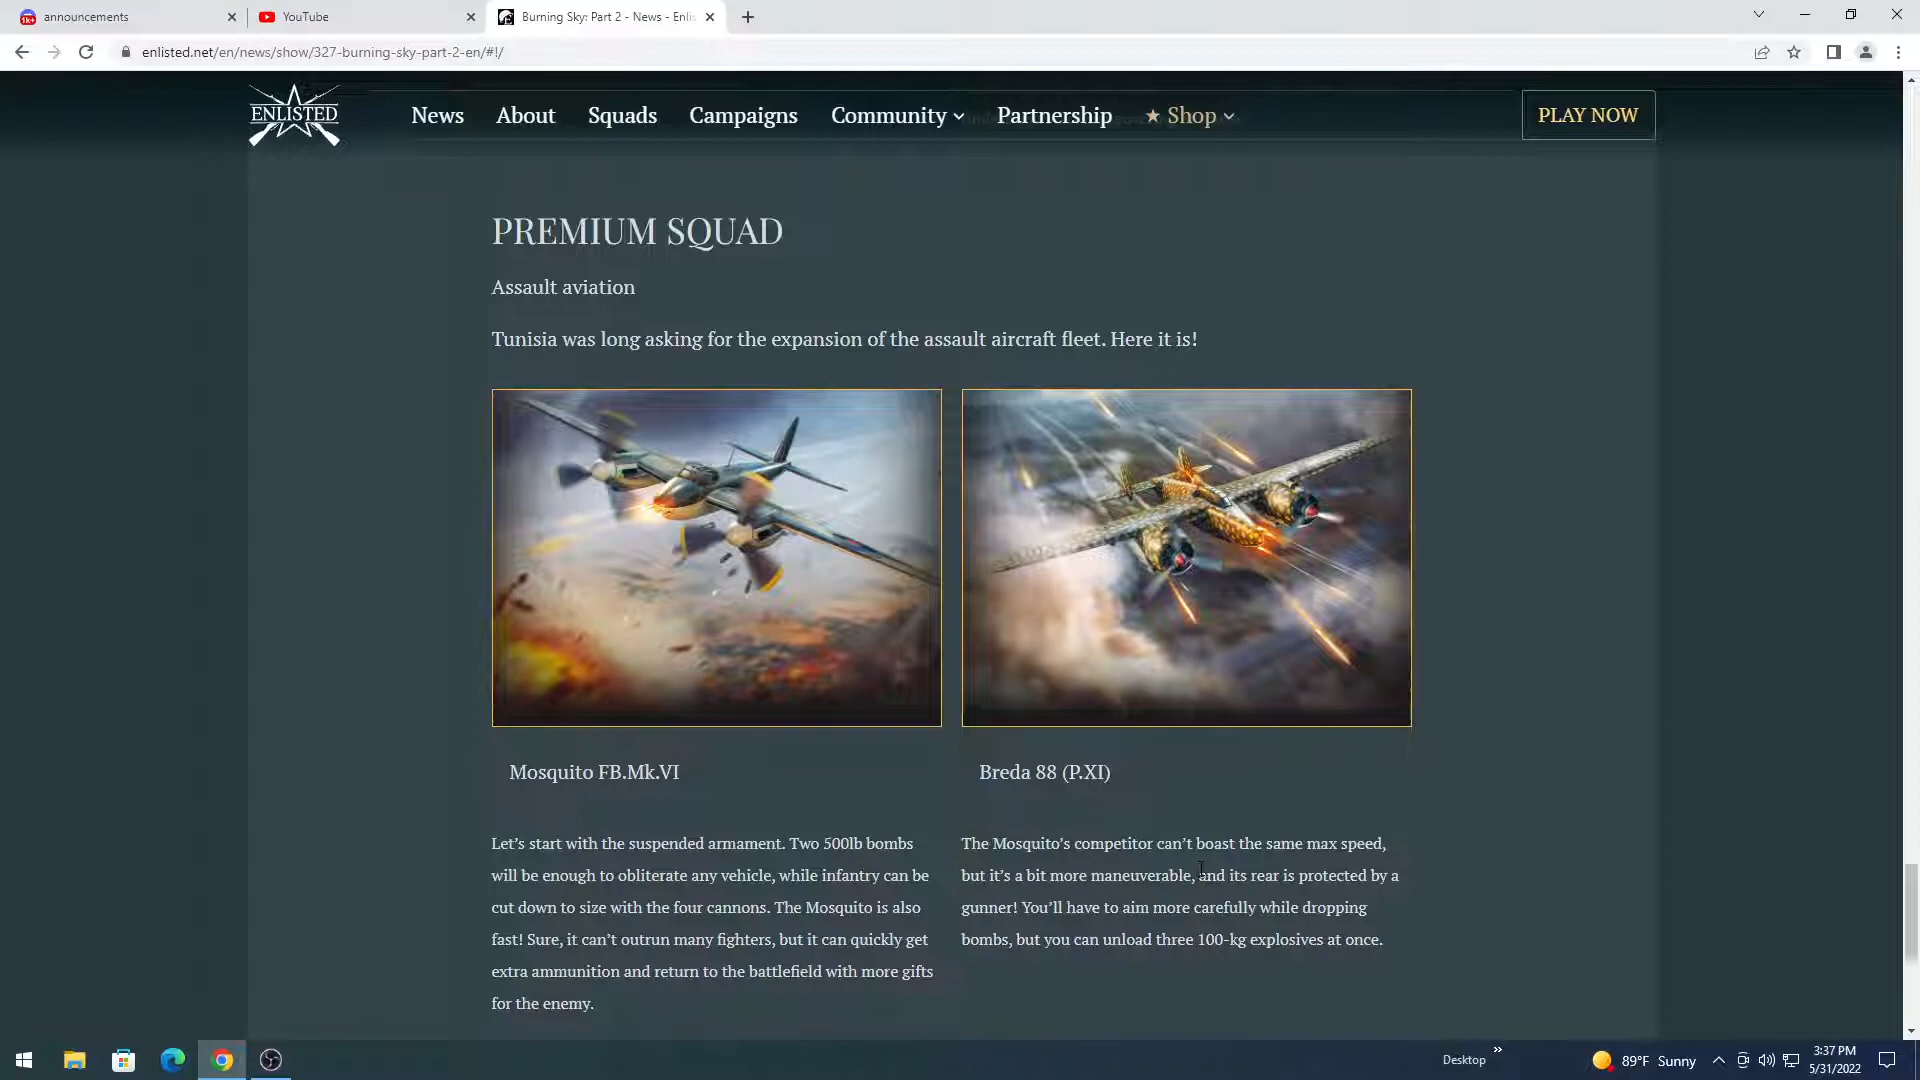 announcements
YouTube
Burning Sky: Part 2 - News - Enlis
enlisted.net/en/news/show/327-burning-sky-part-2-en/#!/
ENLISTED
News
About
Squads
Campaigns
Community
Partnership
★ Shop
PLAY NOW
PREMIUM SQUAD
Assault aviation
Tunisia was long asking for the expansion of the assault aircraft fleet. Here it is!
Mosquito FB.Mk.VI
Let’s start with the suspended armament. Two 500lb bombs
will be enough to obliterate any vehicle, while infantry can be
cut down to size with the four cannons. The Mosquito is also
fast! Sure, it can’t outrun many fighters, but it can quickly get
extra ammunition and return to the battlefield with more gifts
for the enemy.
Breda 88 (P.XI)
The Mosquito’s competitor can’t boast the same max speed,
but it’s a bit more maneuverable, and its rear is protected by a
gunner! You’ll have to aim more carefully while dropping
bombs, but you can unload three 100-kg explosives at once.
Desktop
89°F Sunny
3:37 PM
5/31/2022